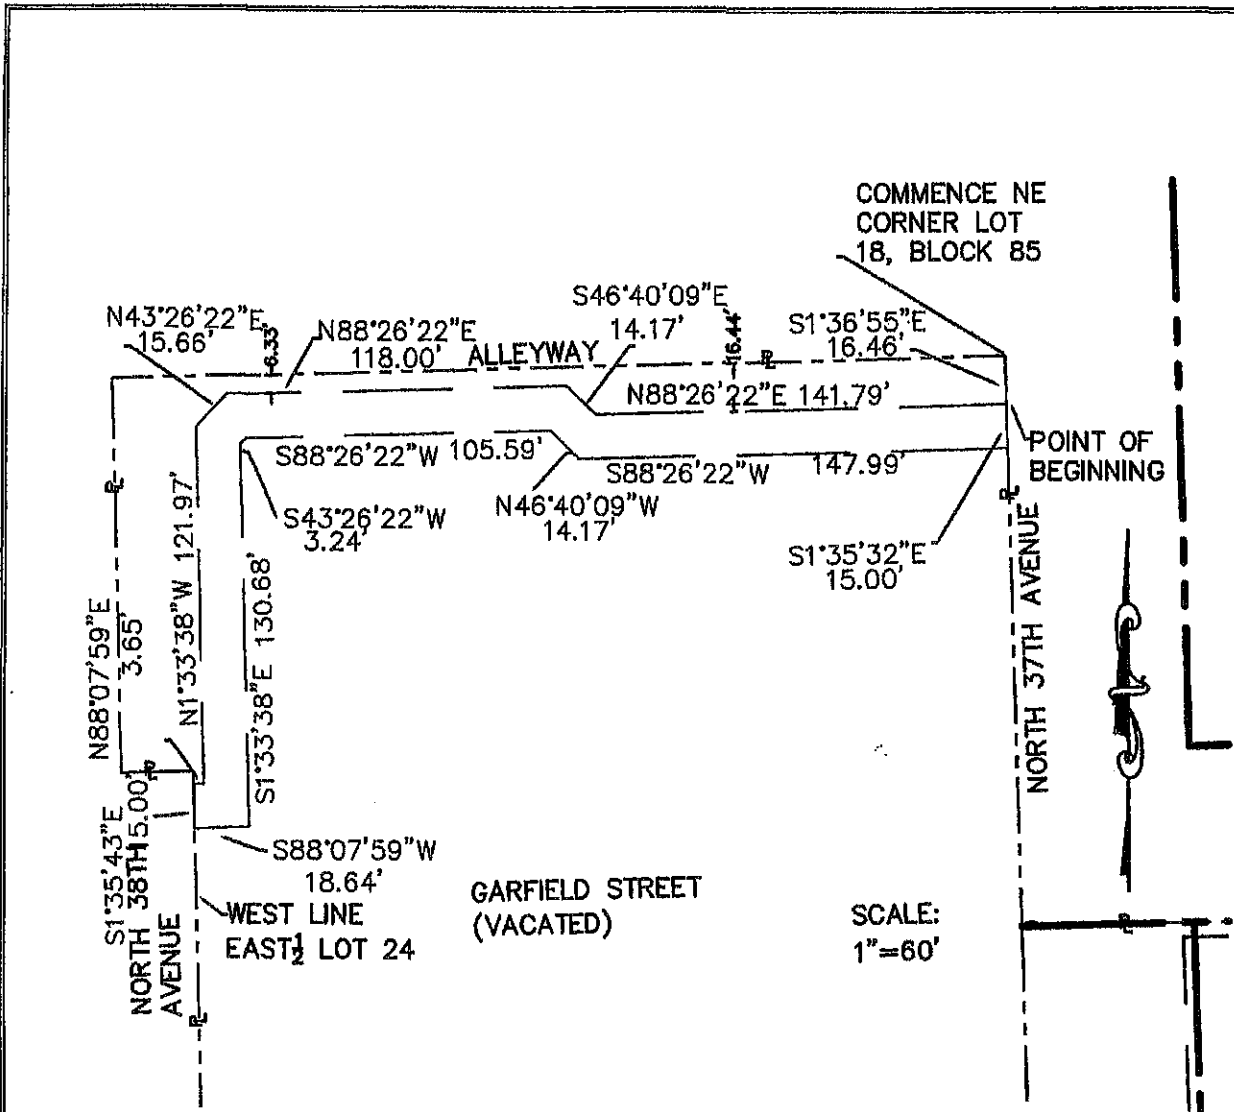 COMMENCE NE
CORNER LOT
18, BLOCK 85
S46°40'09"E
14.17'
N43°26'22"E
15.66'
6.33'
N88°26'22"E
118.00'
ALLEYWAY
16.44'
S1°36'55"E
16.46'
N88°26'22"E 141.79'
POINT OF
BEGINNING
S88°26'22"W 105.59'
S88°26'22"W 147.99'
N46°40'09"W
14.17'
S43°26'22"W
3.24'
S1°35'32"E
15.00'
N1°33'38"W 121.97'
S1°33'38"E 130.68'
N88°07'59"E
3.65'
NORTH 37TH AVENUE
S1°35'43"E
15.00'
NORTH 38TH
AVENUE
S88°07'59"W
18.64'
WEST LINE
EAST 1/2 LOT 24
GARFIELD STREET
(VACATED)
SCALE:
1"=60'